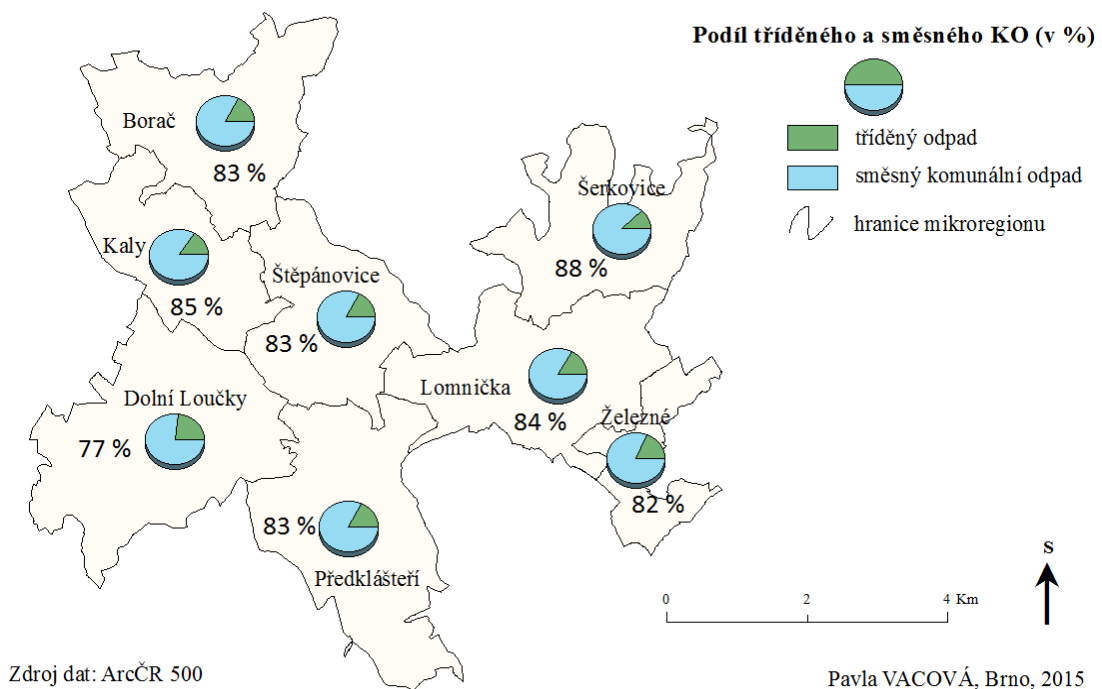 Podíl tříděného a směsného KO (v %)
tříděný odpad
směsný komunální odpad
hranice mikroregionu
Borač
83 %
Šerkovice
88 %
Kaly
85 %
Štěpánovice
83 %
Dolní Loučky
77 %
Lomnička
84 %
Železné
82 %
83 %
Předklášteří
S
0 2 4 Km
Zdroj dat: ArcČR 500
Pavla VACOVÁ, Brno, 2015